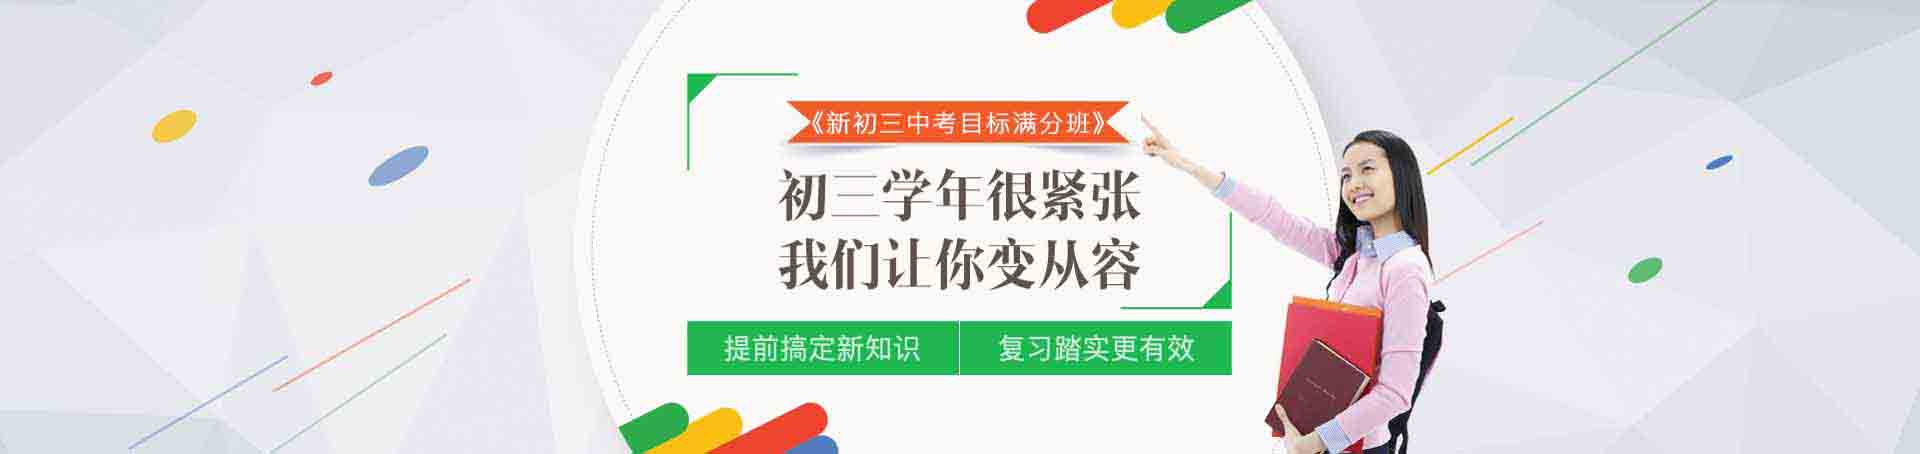 《新初三中考目标满分班》
初三学年很紧张
我们让你变从容
提前搞定新知识
复习踏实更有效